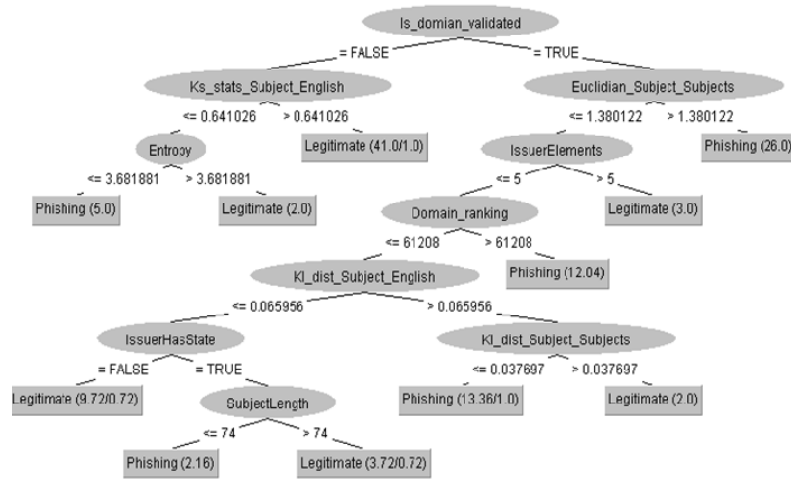 Is_domian_validated
= FALSE = TRUE
Ks_stats_Subject_English Euclidian_Subject_Subjects
<= 0.641026 > 0.641026 <= 1.380122 > 1.380122
Entropy Legitimate (41.0/1.0) IssuerElements Phishing (26.0)
<= 3.681881 > 3.681881 <= 5 > 5
Phishing (5.0) Legitimate (2.0) Domain_ranking Legitimate (3.0)
<= 61208 > 61208
Kl_dist_Subject_English Phishing (12.04)
<= 0.065956 > 0.065956
IssuerHasState Kl_dist_Subject_Subjects
= FALSE = TRUE <= 0.037697 > 0.037697
Legitimate (9.72/0.72) SubjectLength Phishing (13.36/1.0) Legitimate (2.0)
<= 74 > 74
Phishing (2.16) Legitimate (3.72/0.72)